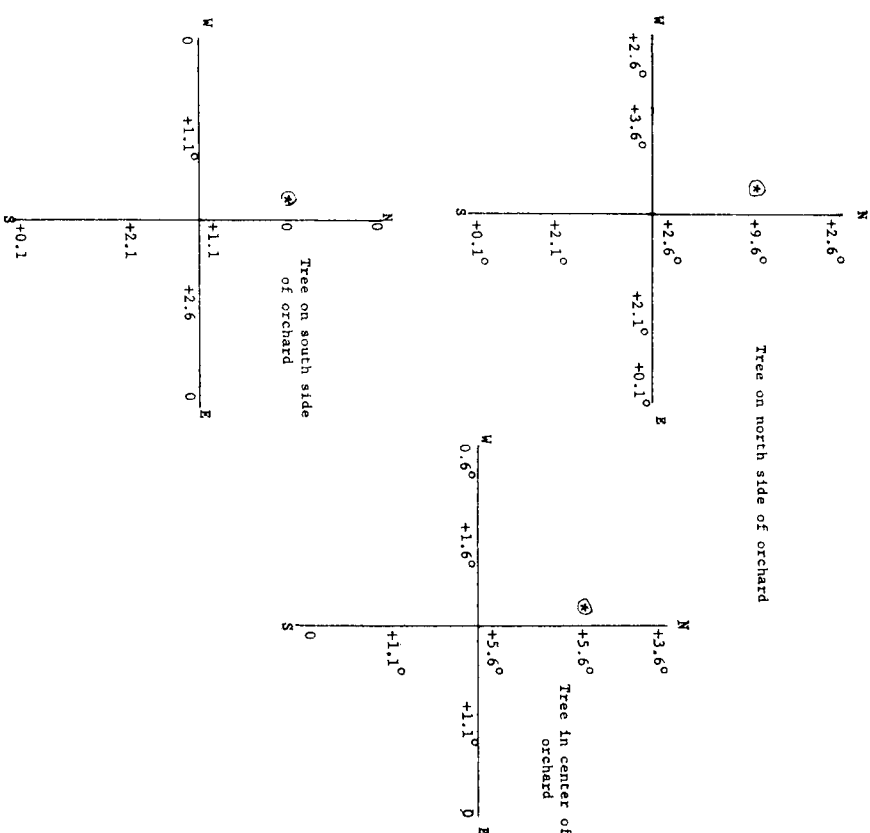 N
+2.6°
*
+9.6°
Tree on north side of orchard
W
+2.6°
+3.6°
+2.6°
+2.1°
+0.1°
E
+2.1°
+0.1°
S
N
+3.6°
*
+5.6°
Tree in center of
orchard
W
0.6°
+1.6°
+5.6°
+1.1°
0
E
+1.1°
0
S
N
0
*
0
Tree on south side
of orchard
W
0
+1.1°
+1.1
+2.6
0
E
+2.1
+0.1
S